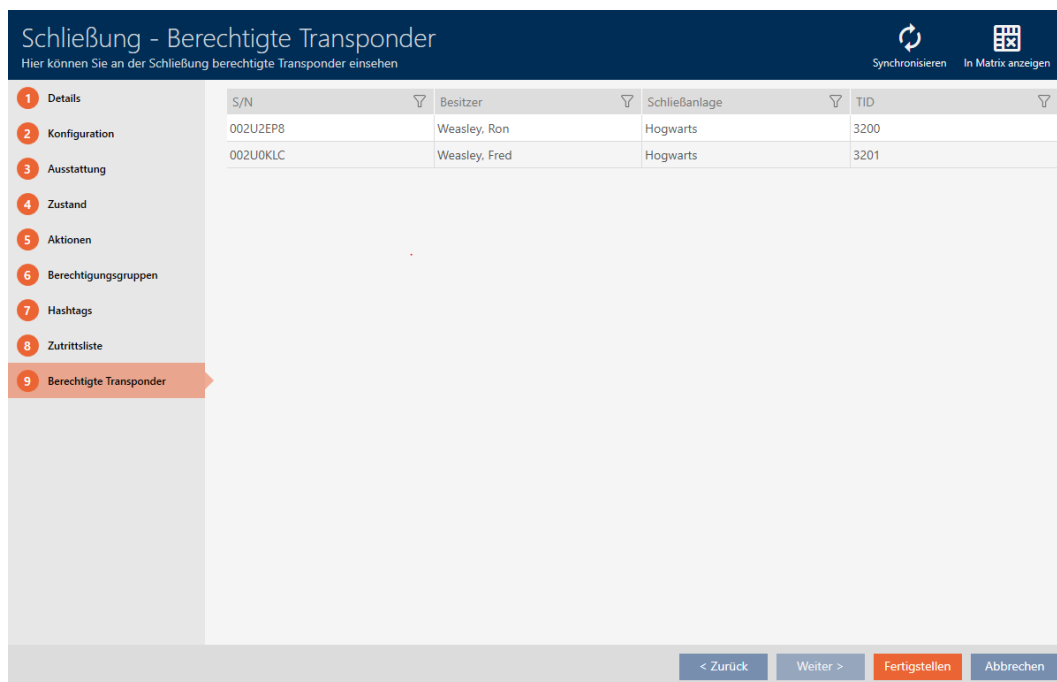 Schließung - Berechtigte Transponder
Hier können Sie an der Schließung berechtigte Transponder einsehen
Synchronisieren In Matrix anzeigen
1 Details
2 Konfiguration
3 Ausstattung
4 Zustand
5 Aktionen
6 Berechtigungsgruppen
7 Hashtags
8 Zutrittsliste
9 Berechtigte Transponder
S/N Besitzer Schließanlage TID
002U2EP8 Weasley, Ron Hogwarts 3200
002U0KLC Weasley, Fred Hogwarts 3201
< Zurück Weiter > Fertigstellen Abbrechen